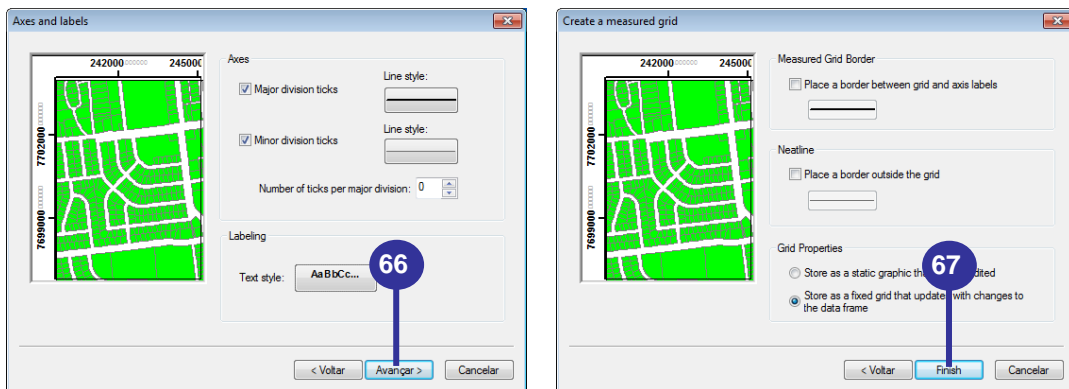 Axes and labels
242000 000000 245000
7702000
7699000
Axes
Major division ticks
Line style:
Minor division ticks
Line style:
Number of ticks per major division: 0
Labeling
Text style: AaBbCc...
66
< Voltar Avançar > Cancelar
Create a measured grid
242000 000000 245000
7702000
7699000
Measured Grid Border
Place a border between grid and axis labels
Neatline
Place a border outside the grid
Grid Properties
Store as a static graphic dited
67
Store as a fixed grid that updates with changes to
the data frame
< Voltar Finish Cancelar